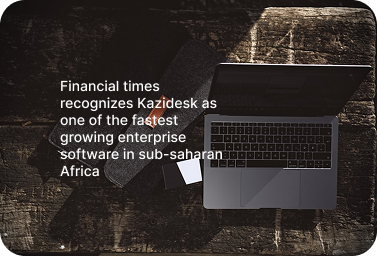 Financial times
recognizes Kazidesk as
one of the fastest
growing enterprise
software in sub-saharan
Africa